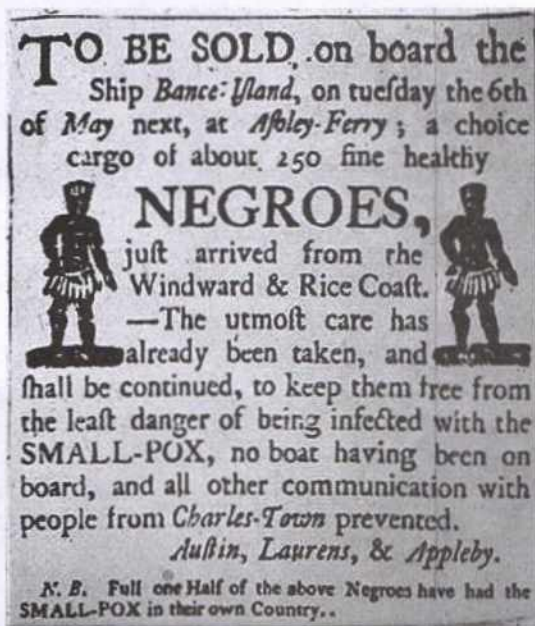 TO BE SOLD, on board the
Ship Bance-Yland, on tueſday the 6th
of May next, at Aſhley-Ferry; a choice
cargo of about 250 fine healthy
NEGROES,
juſt arrived from the
Windward & Rice Coaſt.
—The utmoſt care has
already been taken, and
ſhall be continued, to keep them free from
the leaſt danger of being infected with the
SMALL-POX, no boat having been on
board, and all other communication with
people from Charles-Town prevented.
Auſtin, Laurens, & Appleby.
N. B. Full one Half of the above Negroes have had the
SMALL-POX in their own Country..